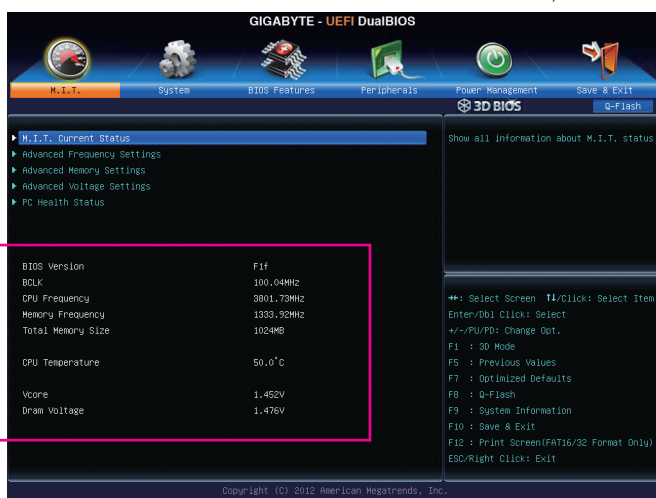 GIGABYTE - UEFI DualBIOS
M.I.T. System BIOS Features Peripherals Power Management Save & Exit
3D BIOS Q-Flash
M.I.T. Current Status
Advanced Frequency Settings
Advanced Memory Settings
Advanced Voltage Settings
PC Health Status
BIOS Version F1f
BCLK 100.04MHz
CPU Frequency 3801.73MHz
Memory Frequency 1333.92MHz
Total Memory Size 1024MB
CPU Temperature 50.0°C
Vcore 1.452V
Dram Voltage 1.476V
Show all information about M.I.T. status
→←: Select Screen ↑↓/Click: Select Item
Enter/Dbl Click: Select
+/-/PU/PD: Change Opt.
F1 : 3D Mode
F5 : Previous Values
F7 : Optimized Defaults
F8 : Q-Flash
F9 : System Information
F10 : Save & Exit
F12 : Print Screen(FAT16/32 Format Only)
ESC/Right Click: Exit
Copyright (C) 2012 American Megatrends, Inc.